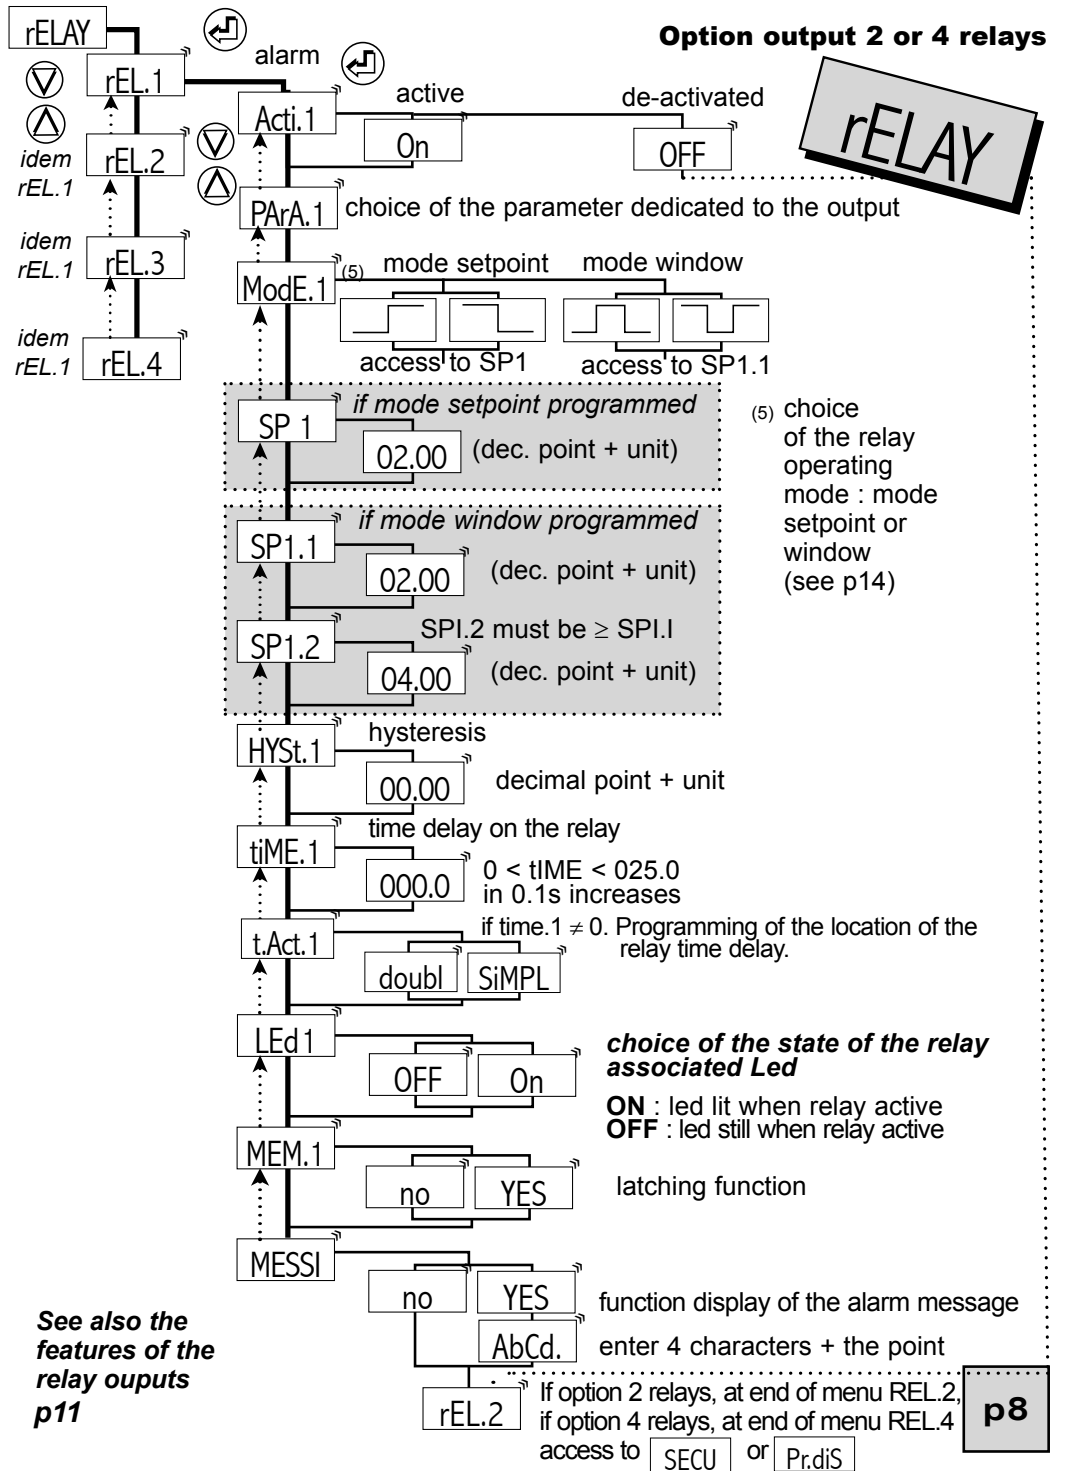 rELAY
Option output 2 or 4 relays
rELAY
alarm
rEL.1
idem
rEL.1
rEL.2
idem
rEL.1
rEL.3
idem
rEL.1
rEL.4
Acti.1
active
On
de-activated
OFF
PArA.1
choice of the parameter dedicated to the output
ModE.1
(5)
mode setpoint
mode window
access to SP1
access to SP1.1
if mode setpoint programmed
SP 1
02.00
(dec. point + unit)
(5) choice
of the relay
operating
mode : mode
setpoint or
window
(see p14)
if mode window programmed
SP1.1
02.00
(dec. point + unit)
SP1.2
SPI.2 must be ≥ SPI.I
04.00
(dec. point + unit)
HYSt.1
hysteresis
00.00
decimal point + unit
tiME.1
time delay on the relay
000.0
0 < tIME < 025.0
in 0.1s increases
t.Act.1
if time.1 ≠ 0. Programming of the location of the
relay time delay.
doubl
SiMPL
LEd1
OFF
On
choice of the state of the relay
associated Led
ON : led lit when relay active
OFF : led still when relay active
MEM.1
no
YES
latching function
MESSI
no
YES
function display of the alarm message
AbCd.
enter 4 characters + the point
See also the
features of the
relay ouputs
p11
rEL.2
If option 2 relays, at end of menu REL.2,
if option 4 relays, at end of menu REL.4
access to SECU or Pr.diS
p8